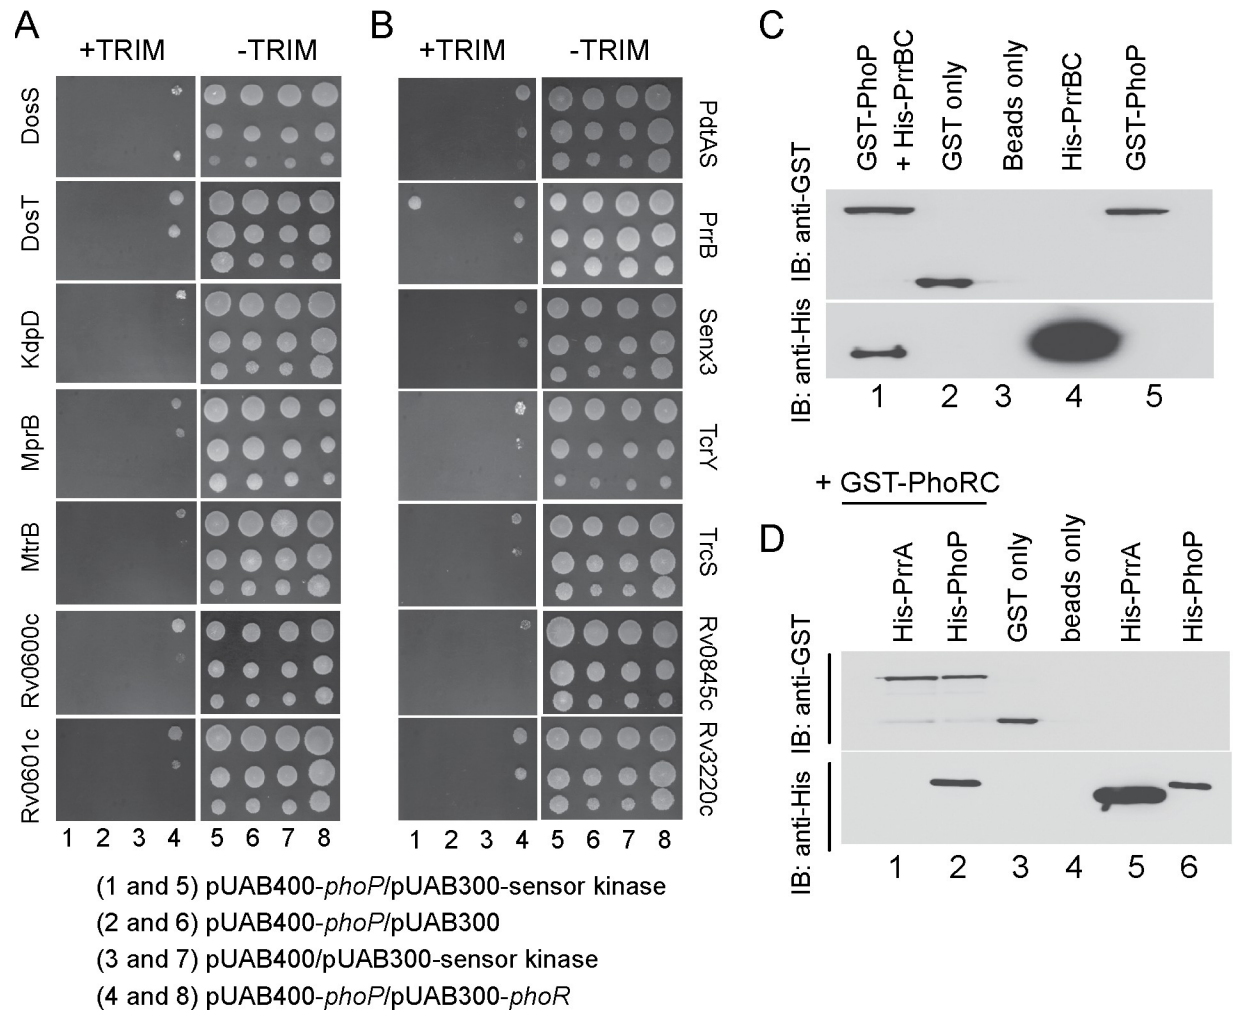 A
+TRIM
-TRIM
DosS
DosT
KdpD
MprB
MtrB
Rv0600c
Rv0601c
1 2 3 4 5 6 7 8
B
+TRIM
-TRIM
PdtAS
PrrB
Senx3
TcrY
TrcS
Rv0845c
Rv3220c
1 2 3 4 5 6 7 8
(1 and 5) pUAB400-phoP/pUAB300-sensor kinase
(2 and 6) pUAB400-phoP/pUAB300
(3 and 7) pUAB400/pUAB300-sensor kinase
(4 and 8) pUAB400-phoP/pUAB300-phoR
C
GST-PhoP
+ His-PrrBC
GST only
Beads only
His-PrrBC
GST-PhoP
IB: anti-GST
IB: anti-His
1 2 3 4 5
+ GST-PhoRC
D
His-PrrA
His-PhoP
GST only
beads only
His-PrrA
His-PhoP
IB: anti-GST
IB: anti-His
1 2 3 4 5 6